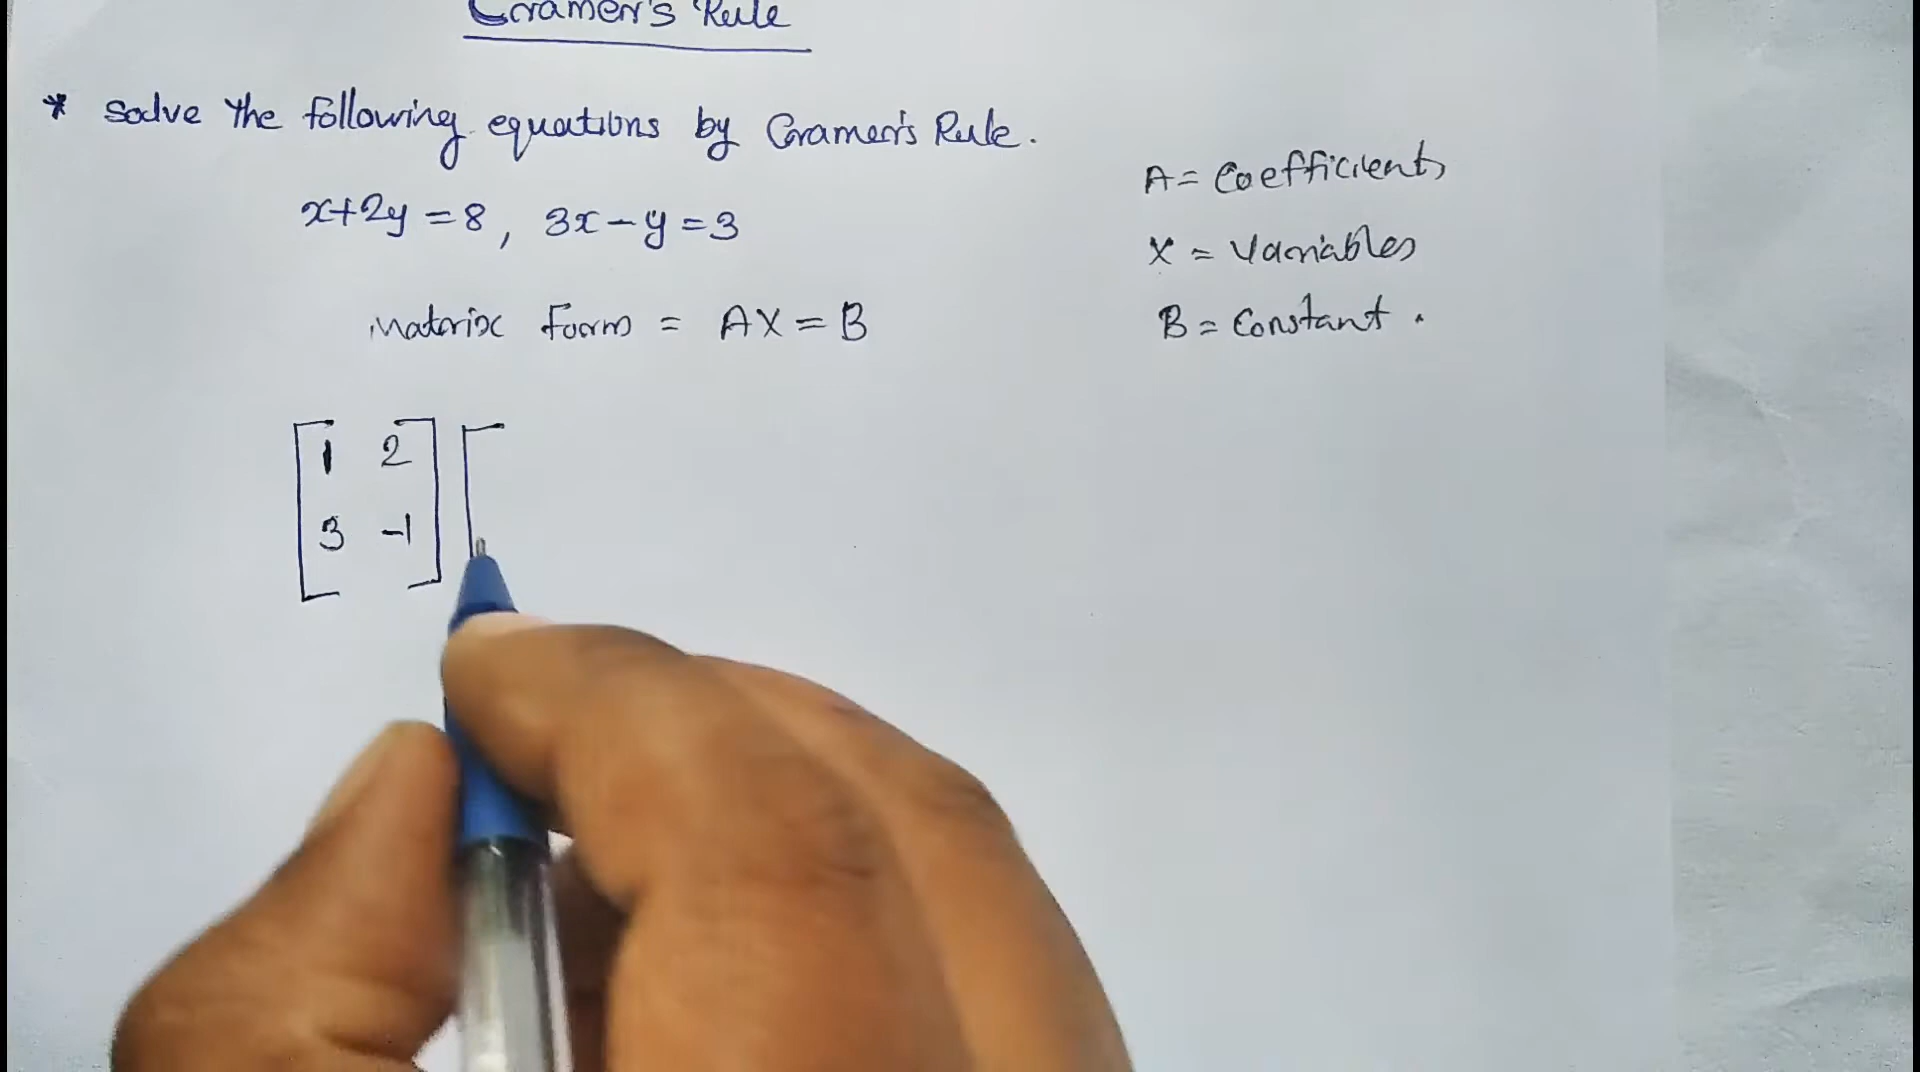 Cramer's Rule
* Solve the following equations by Cramer's Rule.
x+2y = 8, 3x - y = 3
A = Coefficients
X = Variables
Matrix Form = AX = B
B = Constant .
1 2
3 -1